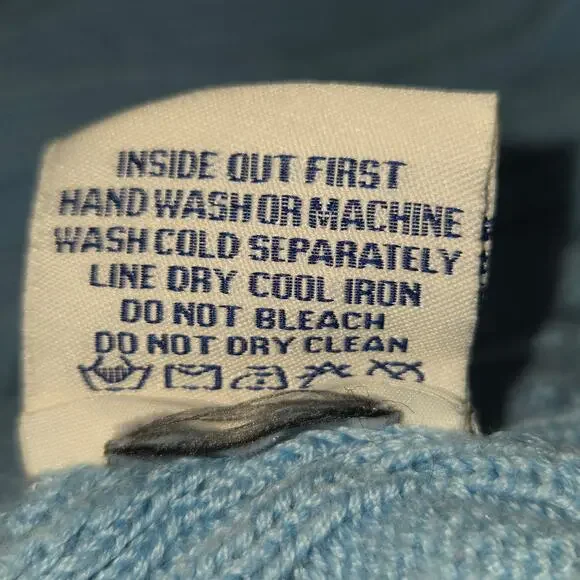 INSIDE OUT FIRST
HAND WASH OR MACHINE
WASH COLD SEPARATELY
LINE DRY COOL IRON
DO NOT BLEACH
DO NOT DRY CLEAN